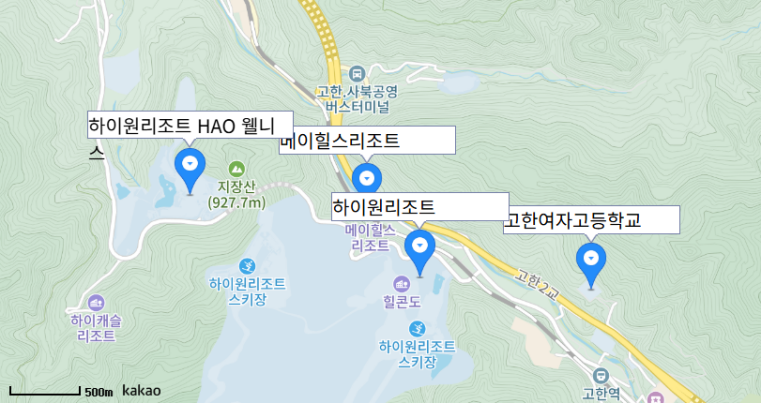 고한.사북공영
버스터미널
하이원리조트 HAO 웰니
스
메이힐스리조트
지장산
(927.7m)
하이원리조트
고한여자고등학교
메이힐스
리조트
하이원리조트
스키장
고한2교
힐콘도
하이캐슬
리조트
하이원리조트
스키장
고한역
500m kakao